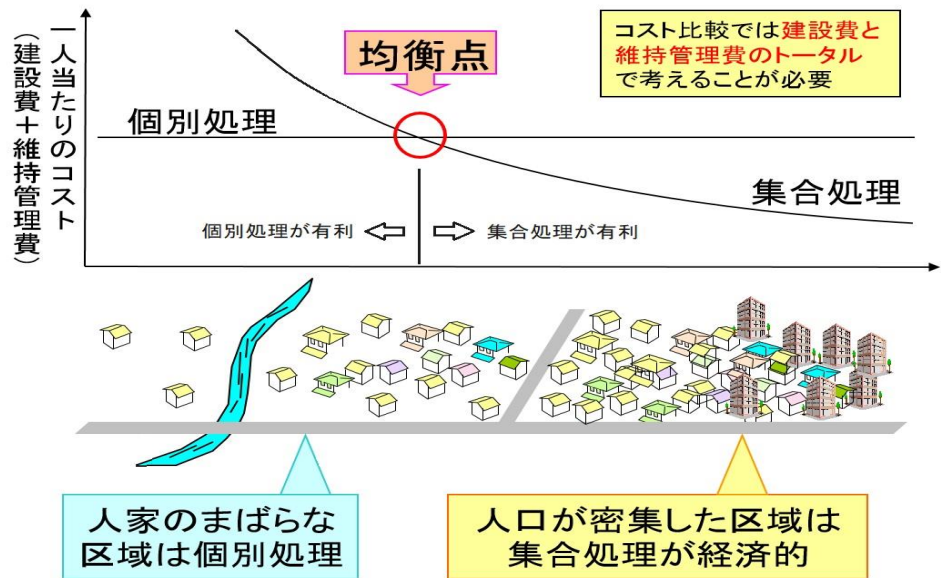 均衡点
コスト比較では建設費と
維持管理費のトータル
で考えることが必要
一人当たりのコスト
（建設費＋維持管理費）
個別処理
集合処理
個別処理が有利
集合処理が有利
人家のまばらな
区域は個別処理
人口が密集した区域は
集合処理が経済的